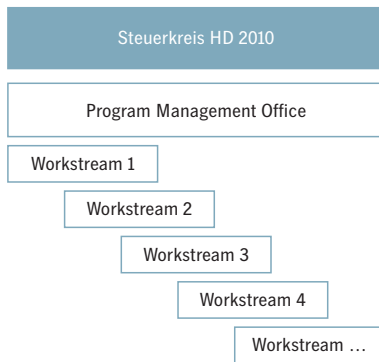 Steuerkreis HD 2010
Program Management Office
Workstream 1
Workstream 2
Workstream 3
Workstream 4
Workstream …